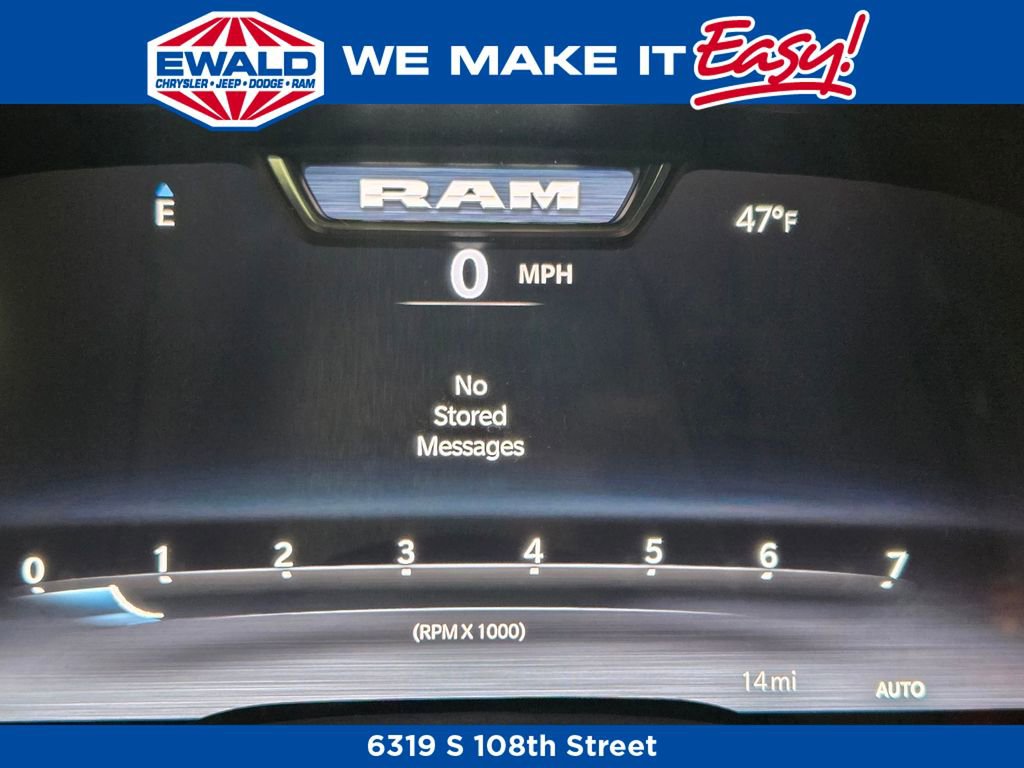 EWALD
CHRYSLER • JEEP • DODGE • RAM
WE MAKE IT Easy!
RAM
E
47°F
0 MPH
No
Stored
Messages
0 1 2 3 4 5 6 7
(RPM X 1000)
14mi
AUTO
6319 S 108th Street